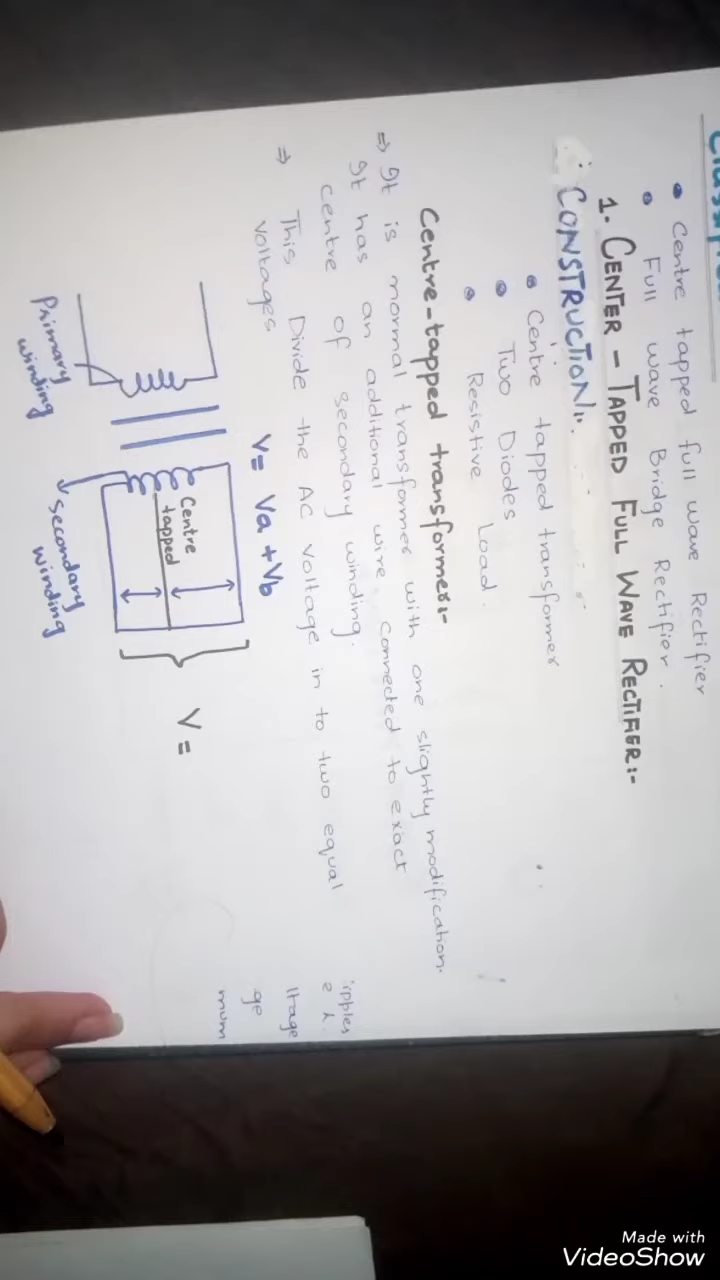 • Centre tapped full wave Rectifier
• Full wave Bridge Rectifier.
1. CENTER - TAPPED FULL WAVE RECTIFIER:-
CONSTRUCTION:-
• Centre tapped transformer
• Two Diodes
• Resistive Load.
Centre-tapped transformer:-
⇒ It is normal transformer with one slightly modification.
It has an additional wire connected to exact
centre of secondary winding.
⇒ This Divide the AC voltage in to two equal
voltages
V = Va + Vb
Centre
tapped
V =
Primary
winding
Secondary
winding
ltage
ge
mum
Made with
VideoShow